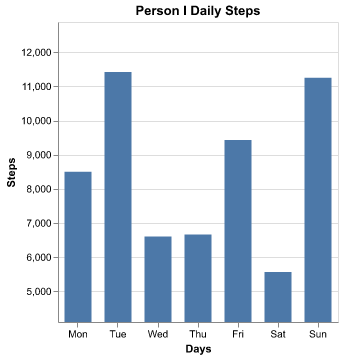 Person I Daily Steps
12,000
11,000
10,000
9,000
8,000
7,000
6,000
5,000
Steps
Mon Tue Wed Thu Fri Sat Sun
Days